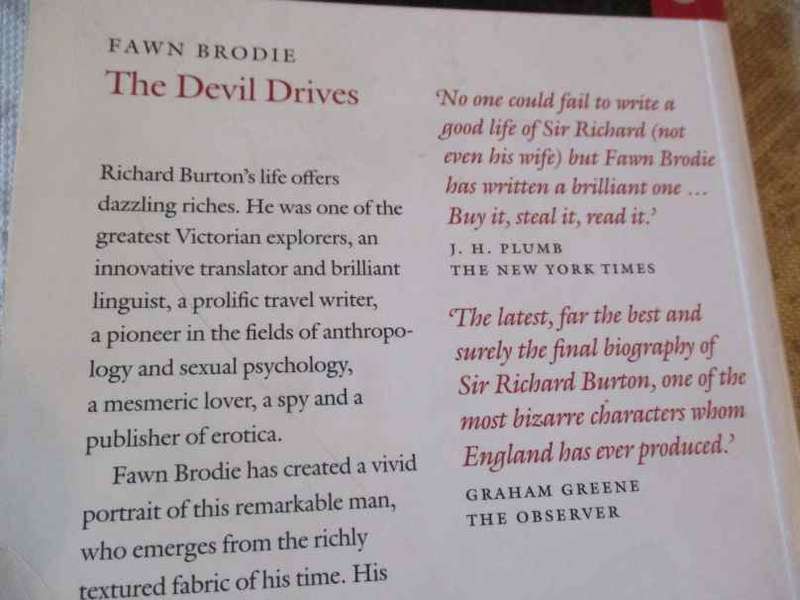 FAWN BRODIE
The Devil Drives
Richard Burton's life offers
dazzling riches. He was one of the
greatest Victorian explorers, an
innovative translator and brilliant
linguist, a prolific travel writer,
a pioneer in the fields of anthropo-
logy and sexual psychology,
a mesmeric lover, a spy and a
publisher of erotica.
Fawn Brodie has created a vivid
portrait of this remarkable man,
who emerges from the richly
textured fabric of his time. His
'No one could fail to write a
good life of Sir Richard (not
even his wife) but Fawn Brodie
has written a brilliant one ...
Buy it, steal it, read it.'
J. H. PLUMB
THE NEW YORK TIMES
'The latest, far the best and
surely the final biography of
Sir Richard Burton, one of the
most bizarre characters whom
England has ever produced.'
GRAHAM GREENE
THE OBSERVER